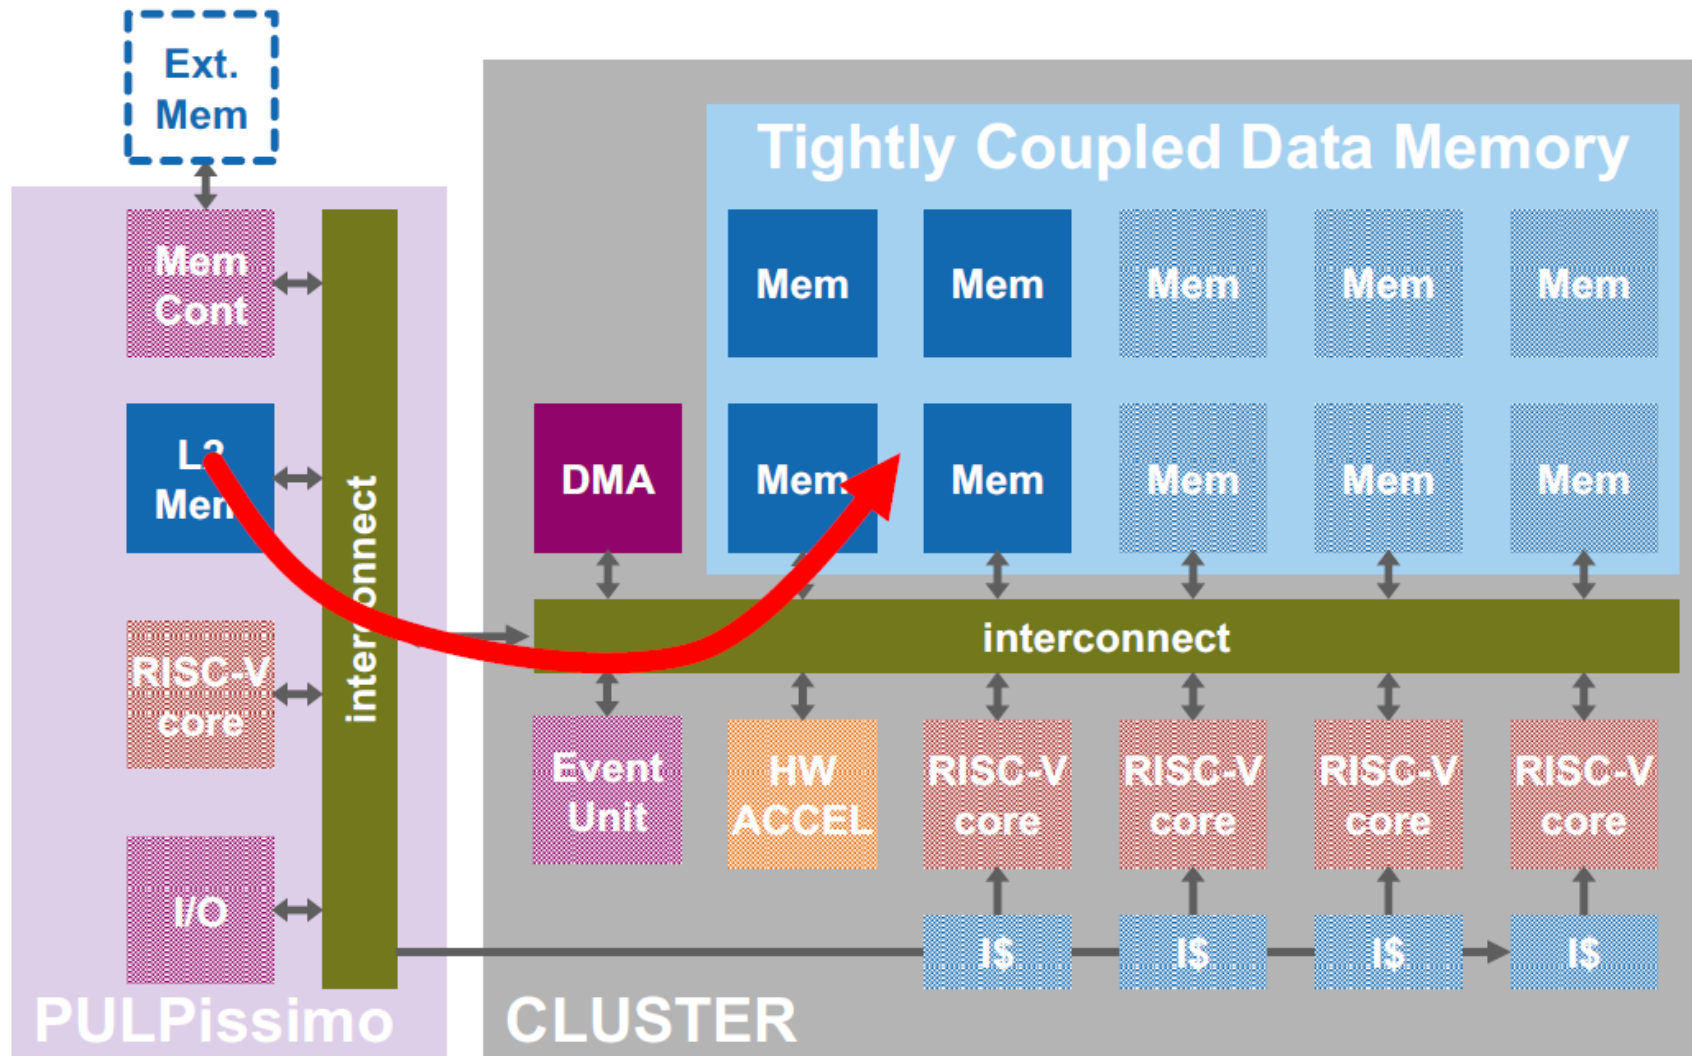 Ext.
Mem
Mem
Cont
L2
Mem
RISC-V
core
I/O
interconnect
PULPissimo
Tightly Coupled Data Memory
Mem
Mem
Mem
Mem
Mem
DMA
Mem
Mem
Mem
Mem
Mem
interconnect
Event
Unit
HW
ACCEL
RISC-V
core
RISC-V
core
RISC-V
core
RISC-V
core
I$
I$
I$
I$
CLUSTER